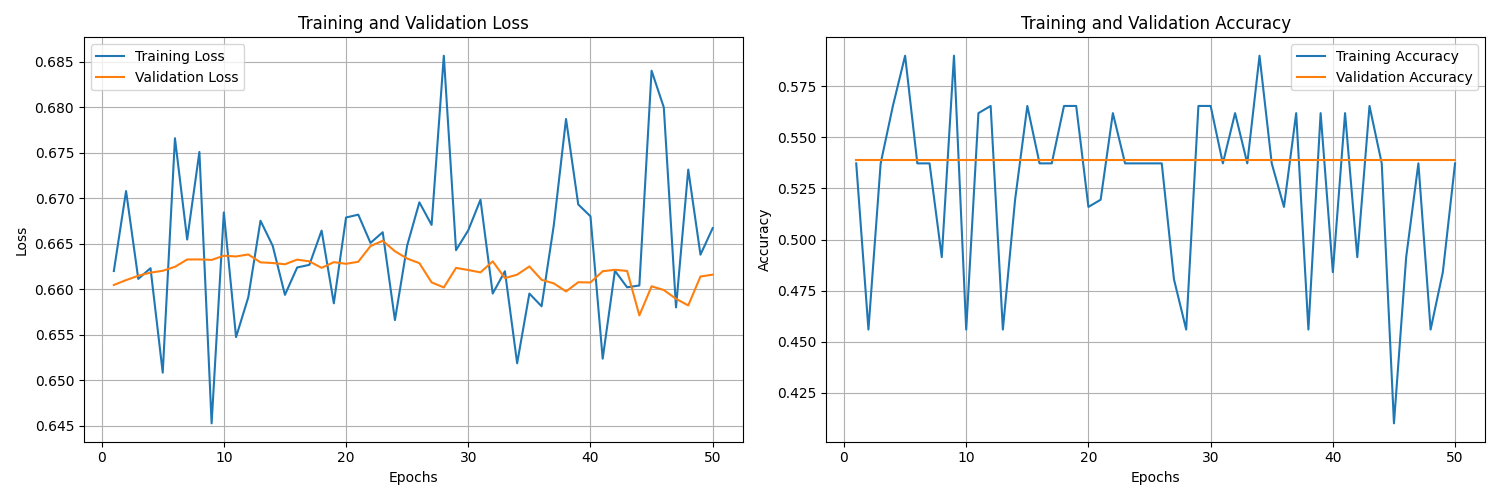 Training and Validation Loss
Training Loss
Validation Loss
0.685
0.680
0.675
0.670
0.665
0.660
0.655
0.650
0.645
Loss
0
10
20
30
40
50
Epochs
Training and Validation Accuracy
Training Accuracy
Validation Accuracy
0.575
0.550
0.525
0.500
0.475
0.450
0.425
Accuracy
0
10
20
30
40
50
Epochs